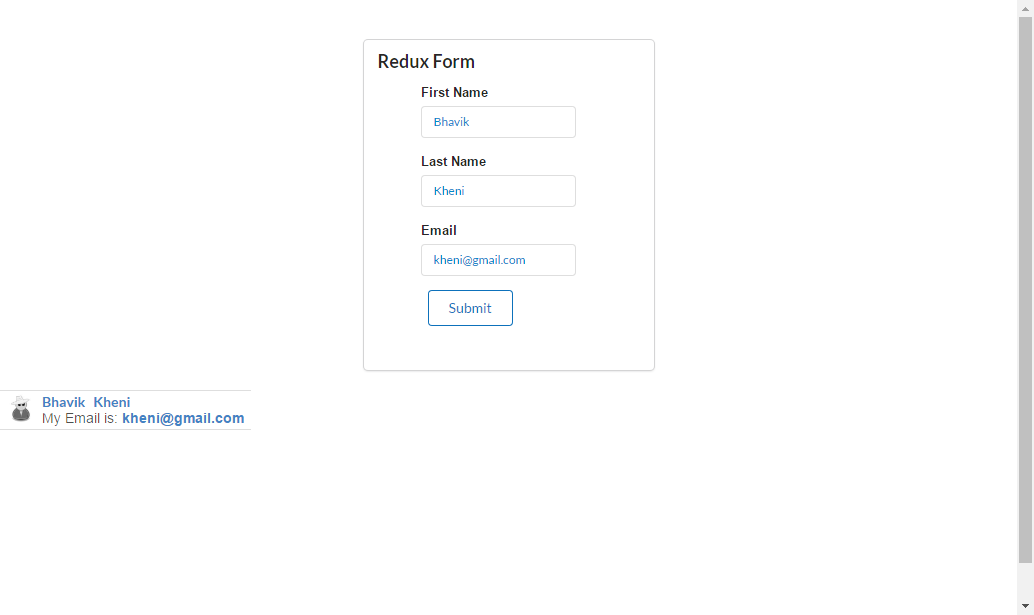 Redux Form
First Name
Bhavik
Last Name
Kheni
Email
kheni@gmail.com
Submit
Bhavik  Kheni
My Email is: kheni@gmail.com